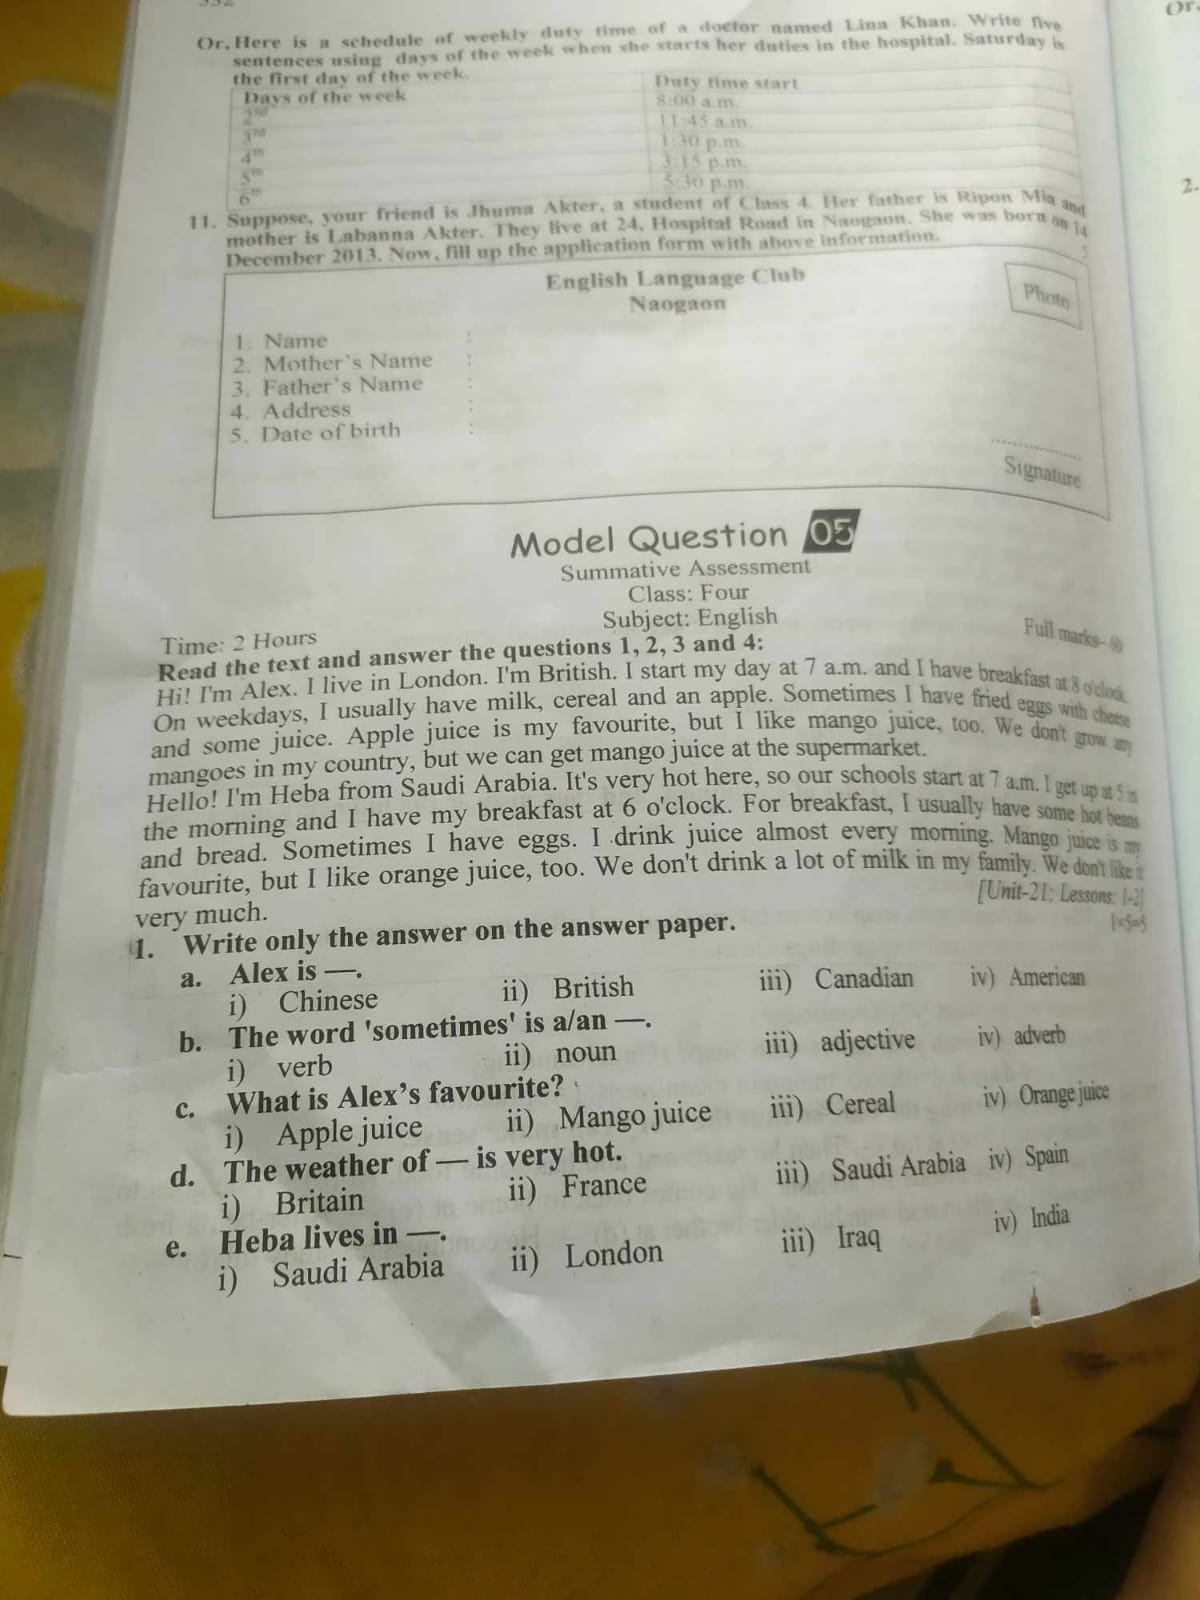 Or. Here is a schedule of weekly duty time of a doctor named Lina Khan. Write five
sentences using days of the week when she starts her duties in the hospital. Saturday is
the first day of the week.
Days of the week Duty time start
2nd 8:00 a.m.
3rd 11:45 a.m.
4th 1:30 p.m.
5th 3:15 p.m.
6th 5:30 p.m.
11. Suppose, your friend is Jhuma Akter, a student of Class 4. Her father is Ripon Mia and
mother is Labanna Akter. They live at 24, Hospital Road in Naogaon. She was born on 14
December 2013. Now, fill up the application form with above information. 5
English Language Club
Naogaon
Photo
1. Name :
2. Mother's Name :
3. Father's Name :
4. Address :
5. Date of birth :
Signature
Model Question 05
Summative Assessment
Class: Four
Subject: English
Time: 2 Hours Full marks-
Read the text and answer the questions 1, 2, 3 and 4:
Hi! I'm Alex. I live in London. I'm British. I start my day at 7 a.m. and I have breakfast at 8 o'clock.
On weekdays, I usually have milk, cereal and an apple. Sometimes I have fried eggs with cheese
and some juice. Apple juice is my favourite, but I like mango juice, too. We don't grow any
mangoes in my country, but we can get mango juice at the supermarket.
Hello! I'm Heba from Saudi Arabia. It's very hot here, so our schools start at 7 a.m. I get up at 5 in
the morning and I have my breakfast at 6 o'clock. For breakfast, I usually have some hot beans
and bread. Sometimes I have eggs. I drink juice almost every morning. Mango juice is my
favourite, but I like orange juice, too. We don't drink a lot of milk in my family. We don't like it
very much. [Unit-21; Lessons: 1-2]
1. Write only the answer on the answer paper. 1×5=5
a. Alex is —.
i) Chinese ii) British iii) Canadian iv) American
b. The word 'sometimes' is a/an —.
i) verb ii) noun iii) adjective iv) adverb
c. What is Alex's favourite?
i) Apple juice ii) Mango juice iii) Cereal iv) Orange juice
d. The weather of — is very hot.
i) Britain ii) France iii) Saudi Arabia iv) Spain
e. Heba lives in —.
i) Saudi Arabia ii) London iii) Iraq iv) India
Or
2.